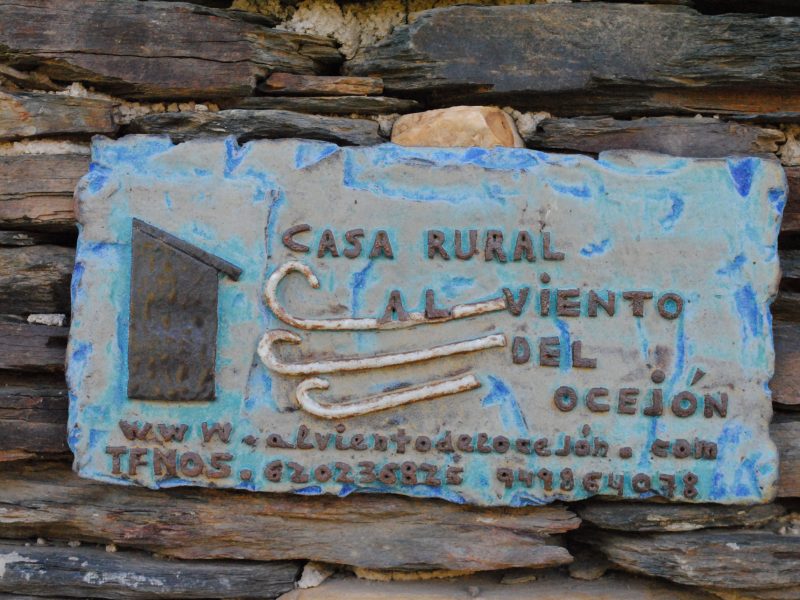 CASA RURAL
AL VIENTO
DEL
OCEJÓN
WWW.alvientodelocejón.com
TFNOS. 620236825 949864078